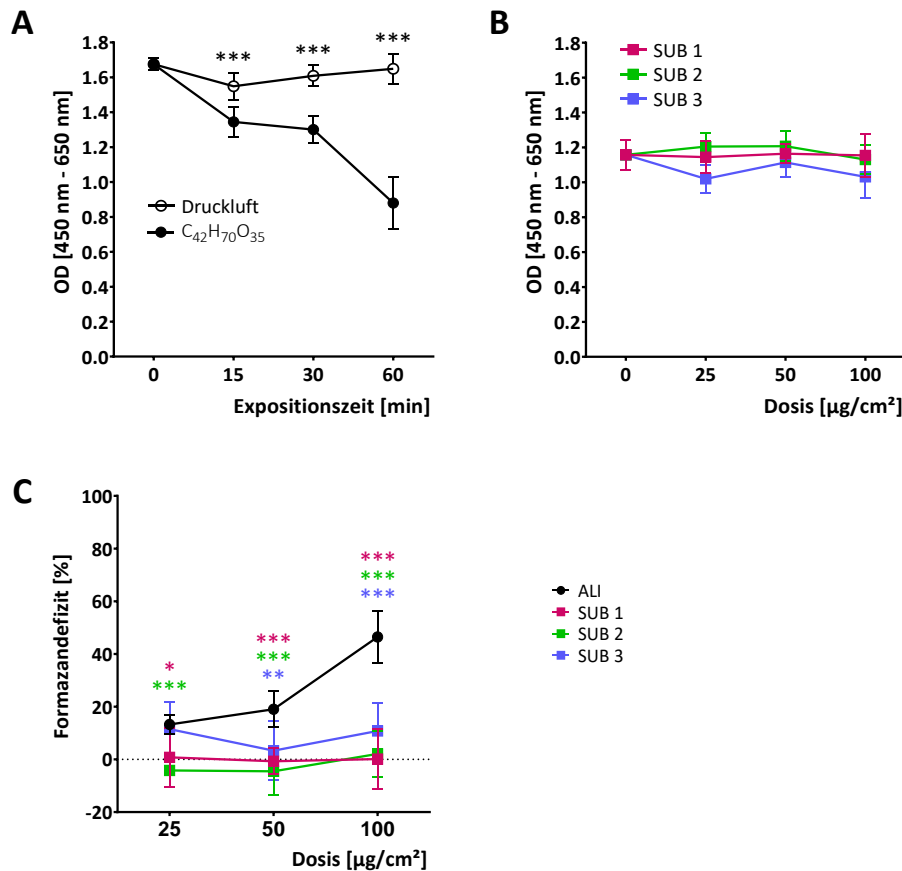 A
1.8
1.6
1.4
1.2
1.0
0.8
0.6
0.4
0.2
0.0
OD [450 nm - 650 nm]
*** *** ***
Druckluft
C₄₂H₇₀O₃₅
0 15 30 60
Expositionszeit [min]
B
1.8
1.6
1.4
1.2
1.0
0.8
0.6
0.4
0.2
0.0
OD [450 nm - 650 nm]
SUB 1
SUB 2
SUB 3
0 25 50 100
Dosis [µg/cm²]
C
100
80
60
40
20
0
-20
Formazandefizit [%]
*
***
***
***
**
***
***
***
25 50 100
Dosis [µg/cm²]
ALI
SUB 1
SUB 2
SUB 3